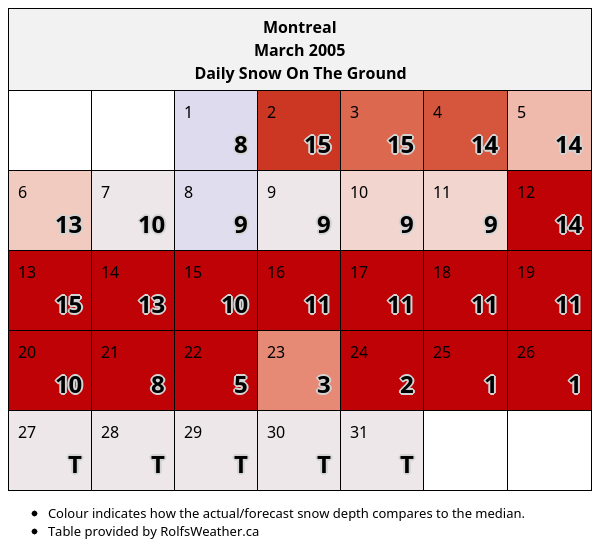 Montreal
March 2005
Daily Snow On The Ground
1 2 3 4 5
8 15 15 14 14
6 7 8 9 10 11 12
13 10 9 9 9 9 14
13 14 15 16 17 18 19
15 13 10 11 11 11 11
20 21 22 23 24 25 26
10 8 5 3 2 1 1
27 28 29 30 31
T T T T T
• Colour indicates how the actual/forecast snow depth compares to the median.
• Table provided by RolfsWeather.ca